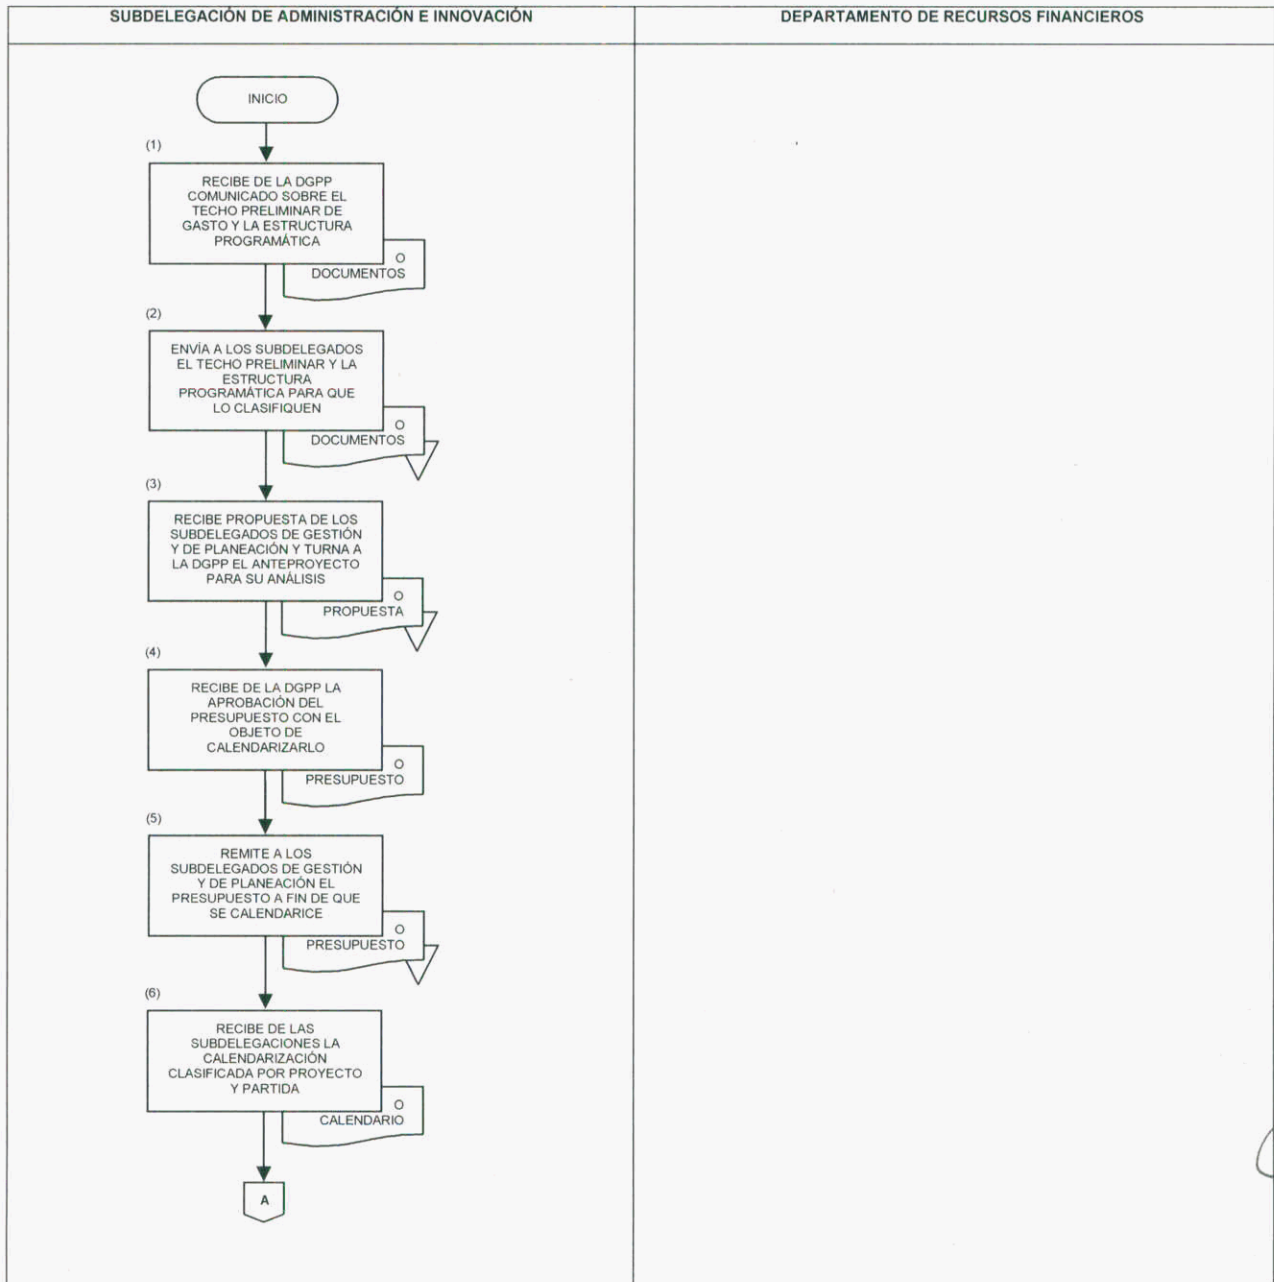 SUBDELEGACIÓN DE ADMINISTRACIÓN E INNOVACIÓN
DEPARTAMENTO DE RECURSOS FINANCIEROS
INICIO
(1)
RECIBE DE LA DGPP
COMUNICADO SOBRE EL
TECHO PRELIMINAR DE
GASTO Y LA ESTRUCTURA
PROGRAMÁTICA
O
DOCUMENTOS
(2)
ENVÍA A LOS SUBDELEGADOS
EL TECHO PRELIMINAR Y LA
ESTRUCTURA
PROGRAMÁTICA PARA QUE
LO CLASIFIQUEN
O
DOCUMENTOS
(3)
RECIBE PROPUESTA DE LOS
SUBDELEGADOS DE GESTIÓN
Y DE PLANEACIÓN Y TURNA A
LA DGPP EL ANTEPROYECTO
PARA SU ANÁLISIS
O
PROPUESTA
(4)
RECIBE DE LA DGPP LA
APROBACIÓN DEL
PRESUPUESTO CON EL
OBJETO DE
CALENDARIZARLO
O
PRESUPUESTO
(5)
REMITE A LOS
SUBDELEGADOS DE GESTIÓN
Y DE PLANEACIÓN EL
PRESUPUESTO A FIN DE QUE
SE CALENDARICE
O
PRESUPUESTO
(6)
RECIBE DE LAS
SUBDELEGACIONES LA
CALENDARIZACIÓN
CLASIFICADA POR PROYECTO
Y PARTIDA
O
CALENDARIO
A